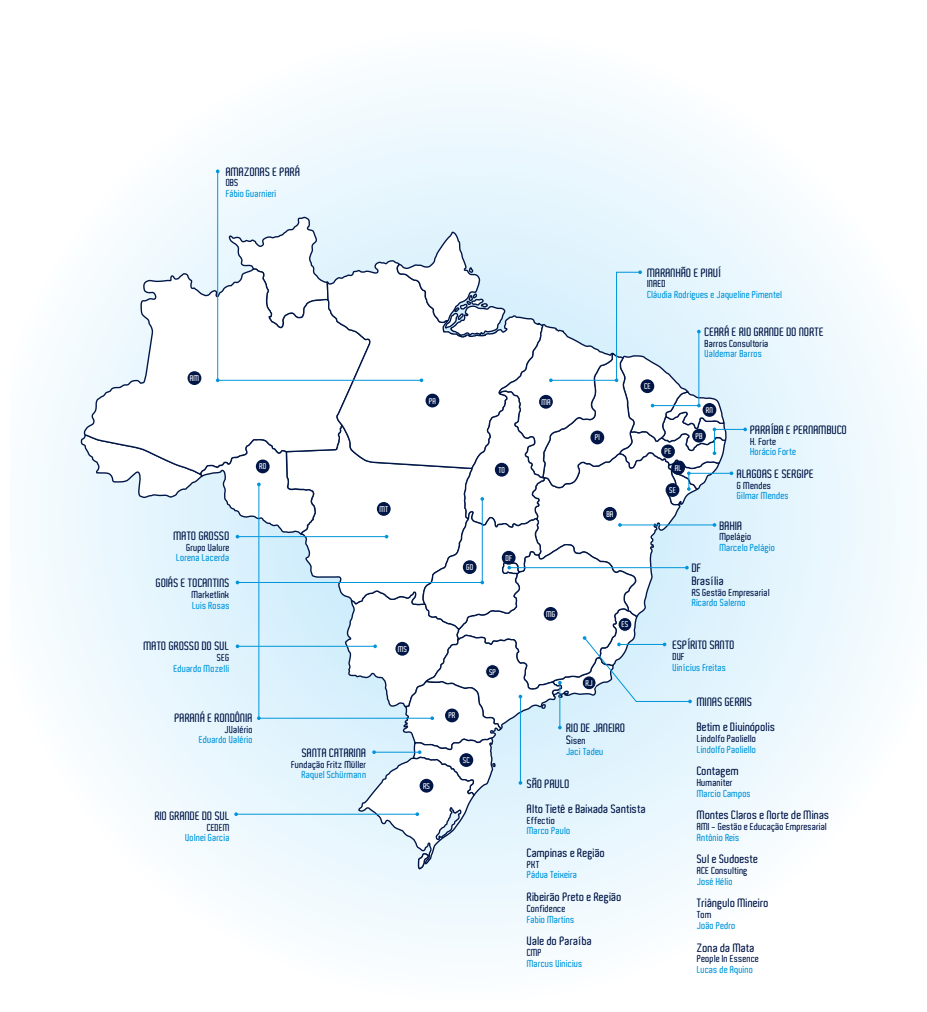 AMAZONAS E PARÁ
OBS
Fábio Guarnieri
MARANHÃO E PIAUÍ
INAED
Cláudia Rodrigues e Jaqueline Pimentel
CEARÁ E RIO GRANDE DO NORTE
Barros Consultoria
Valdemar Barros
PARAÍBA E PERNAMBUCO
H. Forte
Horácio Forte
ALAGOAS E SERGIPE
G Mendes
Gilmar Mendes
BAHIA
Mpelágio
Marcelo Pelágio
DF
Brasília
RS Gestão Empresarial
Ricardo Salerno
ESPÍRITO SANTO
DVF
Vinícius Freitas
MINAS GERAIS
Betim e Divinópolis
Lindolfo Paoliello
Lindolfo Paoliello
Contagem
Humaniter
Marcio Campos
Montes Claros e Norte de Minas
AMI – Gestão e Educação Empresarial
Antônio Reis
Sul e Sudoeste
ACE Consulting
José Hélio
Triângulo Mineiro
Tom
João Pedro
Zona da Mata
People In Essence
Lucas de Aquino
RIO DE JANEIRO
Sisen
Jaci Tadeu
SÃO PAULO
Alto Tietê e Baixada Santista
Effectio
Marco Paulo
Campinas e Região
PKT
Pádua Teixeira
Ribeirão Preto e Região
Confidence
Fabio Martins
Vale do Paraíba
CMP
Marcus Vinicius
MATO GROSSO
Grupo Valure
Lorena Lacerda
GOIÁS E TOCANTINS
Marketlink
Luis Rosas
MATO GROSSO DO SUL
SEG
Eduardo Mozelli
PARANÁ E RONDÔNIA
JValério
Eduardo Valério
SANTA CATARINA
Fundação Fritz Müller
Raquel Schürmann
RIO GRANDE DO SUL
CEDEM
Volnei Garcia
AM
PA
MA
CE
RN
PI
PB
PE
AL
SE
TO
RO
MT
BA
DF
GO
MG
ES
MS
SP
RJ
PR
SC
RS